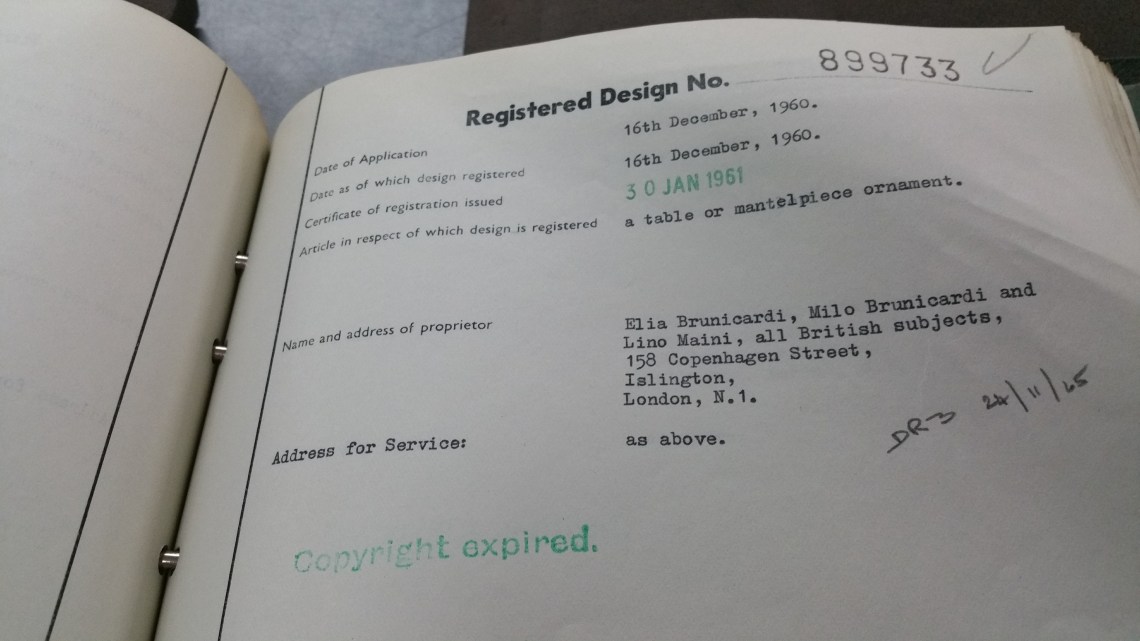 Registered Design No. 899733
Date of Application 16th December, 1960.
Date as of which design registered 16th December, 1960.
Certificate of registration issued 30 JAN 1961
Article in respect of which design is registered a table or mantelpiece ornament.
Name and address of proprietor Elia Brunicardi, Milo Brunicardi and
Lino Maini, all British subjects,
158 Copenhagen Street,
Islington,
London, N.1.
DR3 24/11/65
Address for Service: as above.
Copyright expired.